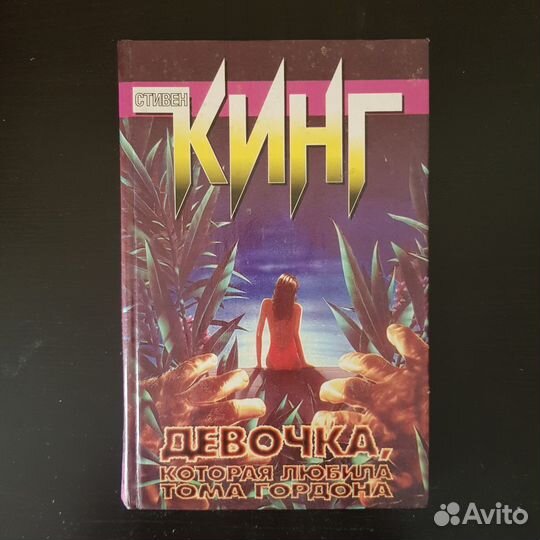 СТИВЕН
КИНГ
ДЕВОЧКА,
КОТОРАЯ ЛЮБИЛА
ТОМА ГОРДОНА
Avito